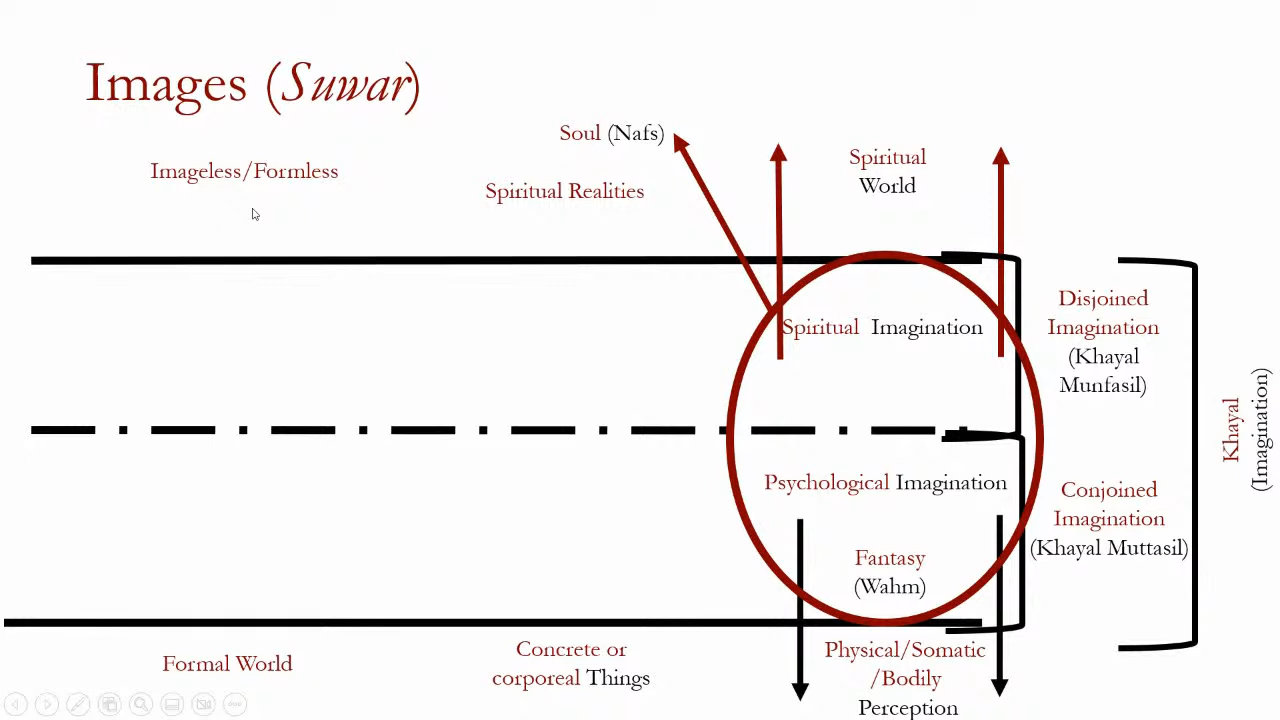 Images (Suwar)
Soul (Nafs)
Imageless/Formless
Spiritual Realities
Spiritual
World
Spiritual Imagination
Disjoined
Imagination
(Khayal
Munfasil)
Khayal
(Imagination)
Psychological Imagination
Conjoined
Imagination
(Khayal Muttasil)
Fantasy
(Wahm)
Formal World
Concrete or
corporeal Things
Physical/Somatic
/Bodily
Perception